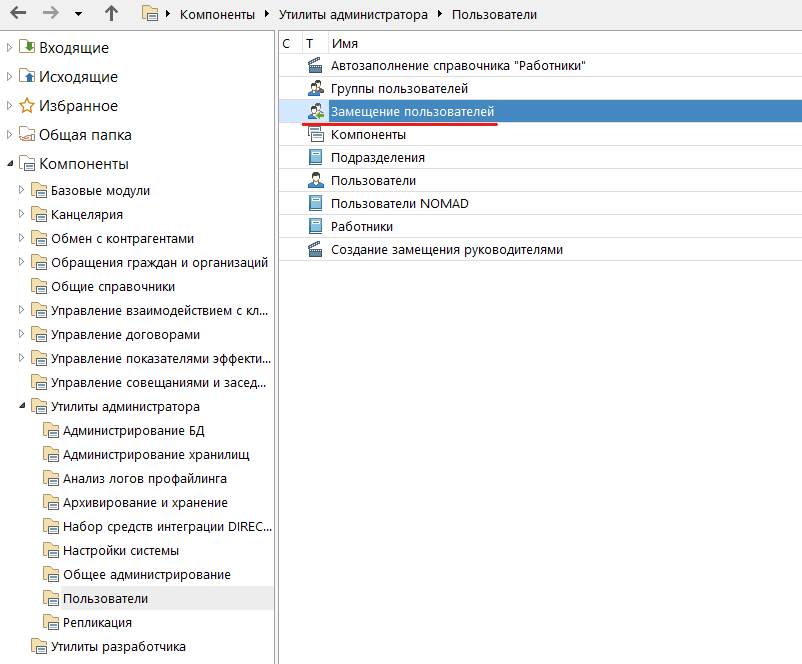 Компоненты Утилиты администратора Пользователи
Входящие
Исходящие
Избранное
Общая папка
Компоненты
Базовые модули
Канцелярия
Обмен с контрагентами
Обращения граждан и организаций
Общие справочники
Управление взаимодействием с кл...
Управление договорами
Управление показателями эффекти...
Управление совещаниями и засед...
Утилиты администратора
Администрирование БД
Администрирование хранилищ
Анализ логов профайлинга
Архивирование и хранение
Набор средств интеграции DIREC...
Настройки системы
Общее администрирование
Пользователи
Репликация
Утилиты разработчика
С Т Имя
Автозаполнение справочника "Работники"
Группы пользователей
Замещение пользователей
Компоненты
Подразделения
Пользователи
Пользователи NOMAD
Работники
Создание замещения руководителями